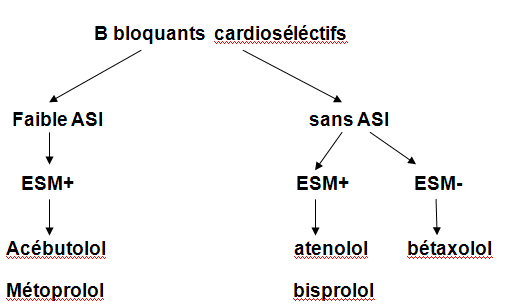 B bloquants cardioséléctifs
Faible ASI sans ASI
ESM+ ESM+ ESM-
Acébutolol atenolol bétaxolol
Métoprolol bisprolol